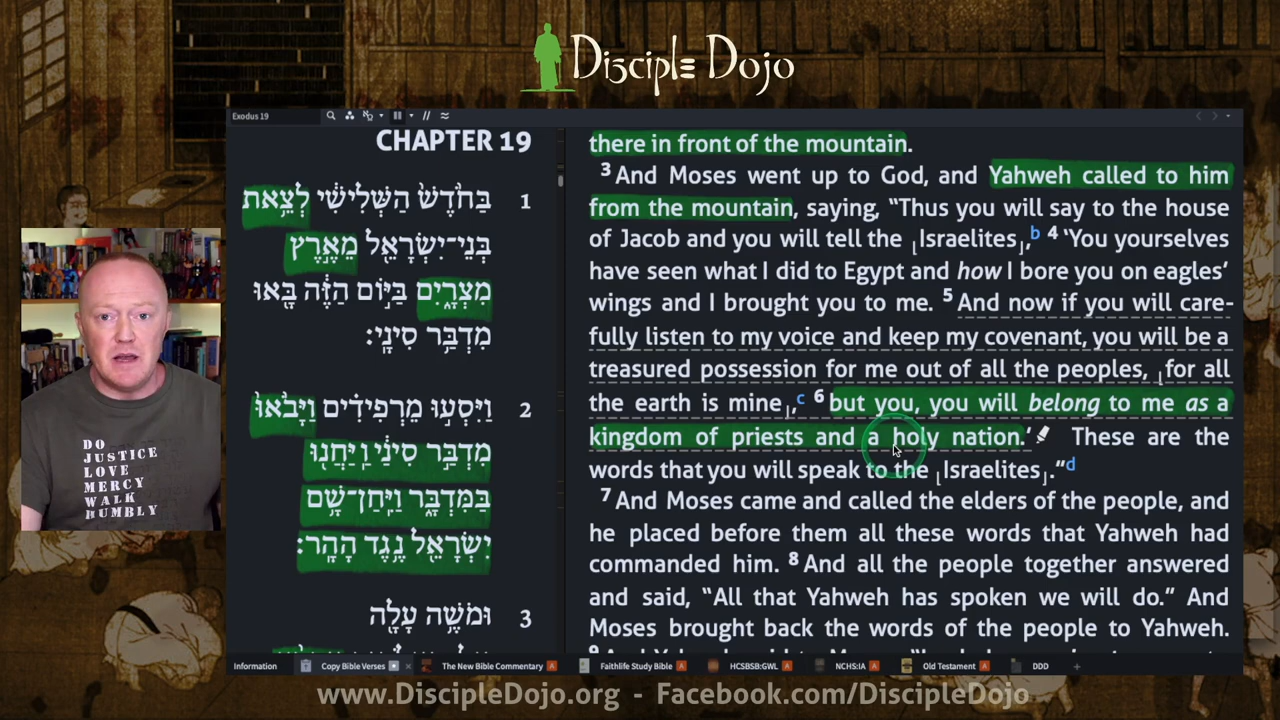 Disciple Dojo
Exodus 19
CHAPTER 19
1 בַּחֹ֙דֶשׁ֙ הַשְּׁלִישִׁ֔י לְצֵ֥את
בְּנֵי־יִשְׂרָאֵ֖ל מֵאֶ֣רֶץ
מִצְרָ֑יִם בַּיּ֣וֹם הַזֶּ֔ה בָּ֖אוּ
מִדְבַּ֥ר סִינָֽי׃
2 וַיִּסְע֣וּ מֵרְפִידִ֗ים וַיָּבֹ֙אוּ֙
מִדְבַּ֣ר סִינַ֔י וַֽיַּחֲנ֖וּ
בַּמִּדְבָּ֑ר וַיִּֽחַן־שָׁ֥ם
יִשְׂרָאֵ֖ל נֶ֥גֶד הָהָֽר׃
3 וּמֹשֶׁ֥ה עָלָ֖ה
there in front of the mountain.
3 And Moses went up to God, and Yahweh called to him
from the mountain, saying, “Thus you will say to the house
of Jacob and you will tell the ⌊Israelites⌋,b 4 ‘You yourselves
have seen what I did to Egypt and how I bore you on eagles’
wings and I brought you to me. 5 And now if you will care-
fully listen to my voice and keep my covenant, you will be a
treasured possession for me out of all the peoples, ⌊for all
the earth is mine⌋,c 6 but you, you will belong to me as a
kingdom of priests and a holy nation.’ These are the
words that you will speak to the ⌊Israelites⌋.”d
7 And Moses came and called the elders of the people, and
he placed before them all these words that Yahweh had
commanded him. 8 And all the people together answered
and said, “All that Yahweh has spoken we will do.” And
Moses brought back the words of the people to Yahweh.
DO
JUSTICE
LOVE
MERCY
WALK
HUMBLY
Information Copy Bible Verses The New Bible Commentary Faithlife Study Bible HCSBSB:GWL NCHS:IA Old Testament DDD
www.DiscipleDojo.org - Facebook.com/DiscipleDojo